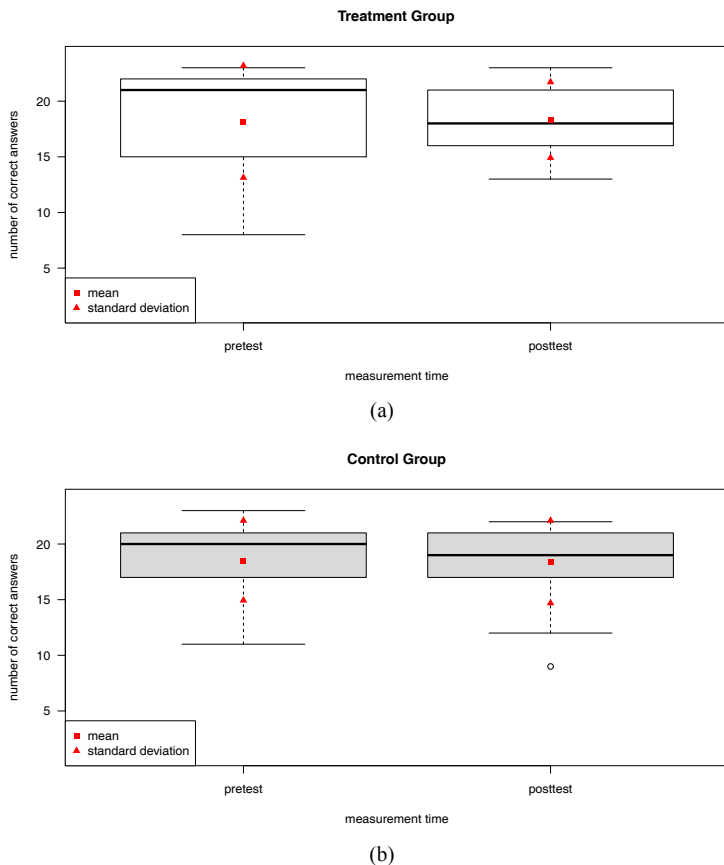 Treatment Group
number of correct answers
20
15
10
5
mean
standard deviation
pretest posttest
measurement time
(a)
Control Group
number of correct answers
20
15
10
5
mean
standard deviation
pretest posttest
measurement time
(b)